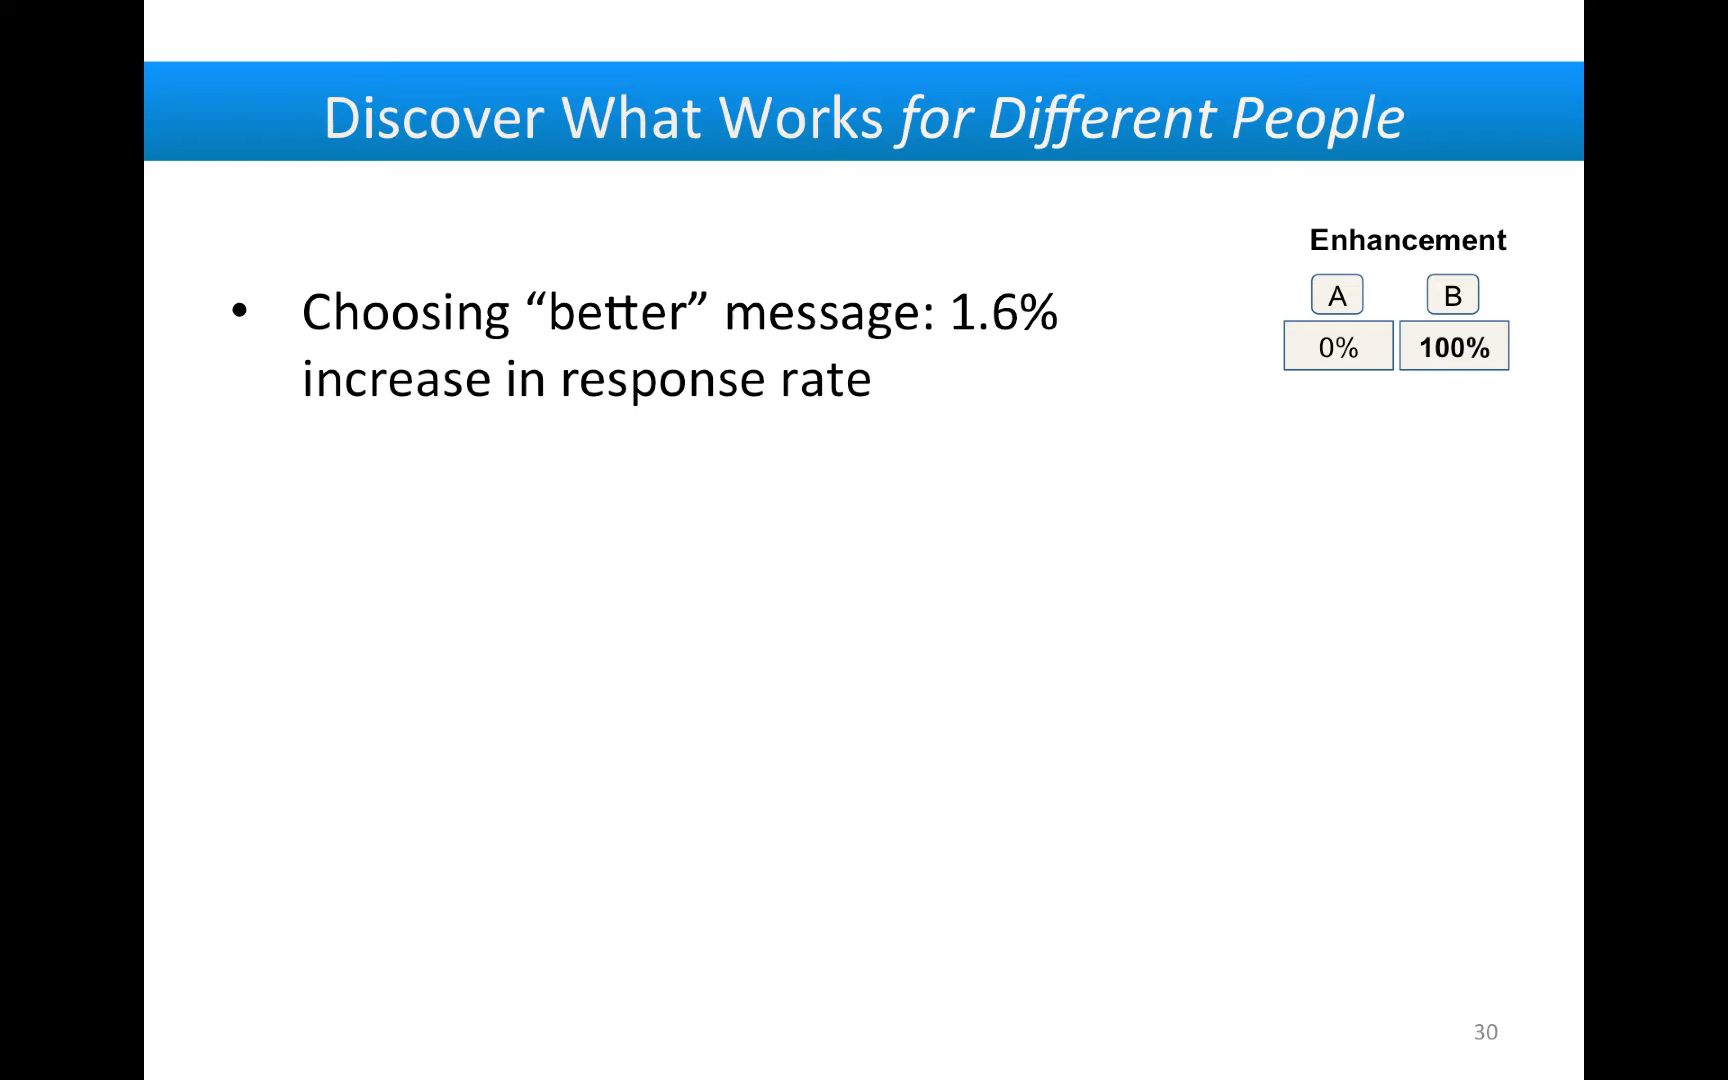 Discover What Works for Different People
Enhancement
A B
0% 100%
• Choosing “better” message: 1.6%
increase in response rate
30